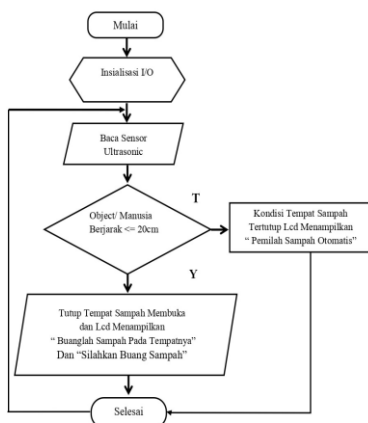 Mulai
Insialisasi I/O
Baca Sensor
Ultrasonic
T
Object/ Manusia
Berjarak <= 20cm
Kondisi Tempat Sampah
Tertutup Lcd Menampilkan
“ Pemilah Sampah Otomatis”
Y
Tutup Tempat Sampah Membuka
dan Lcd Menampilkan
“ Buanglah Sampah Pada Tempatnya”
Dan “Silahkan Buang Sampah”
Selesai